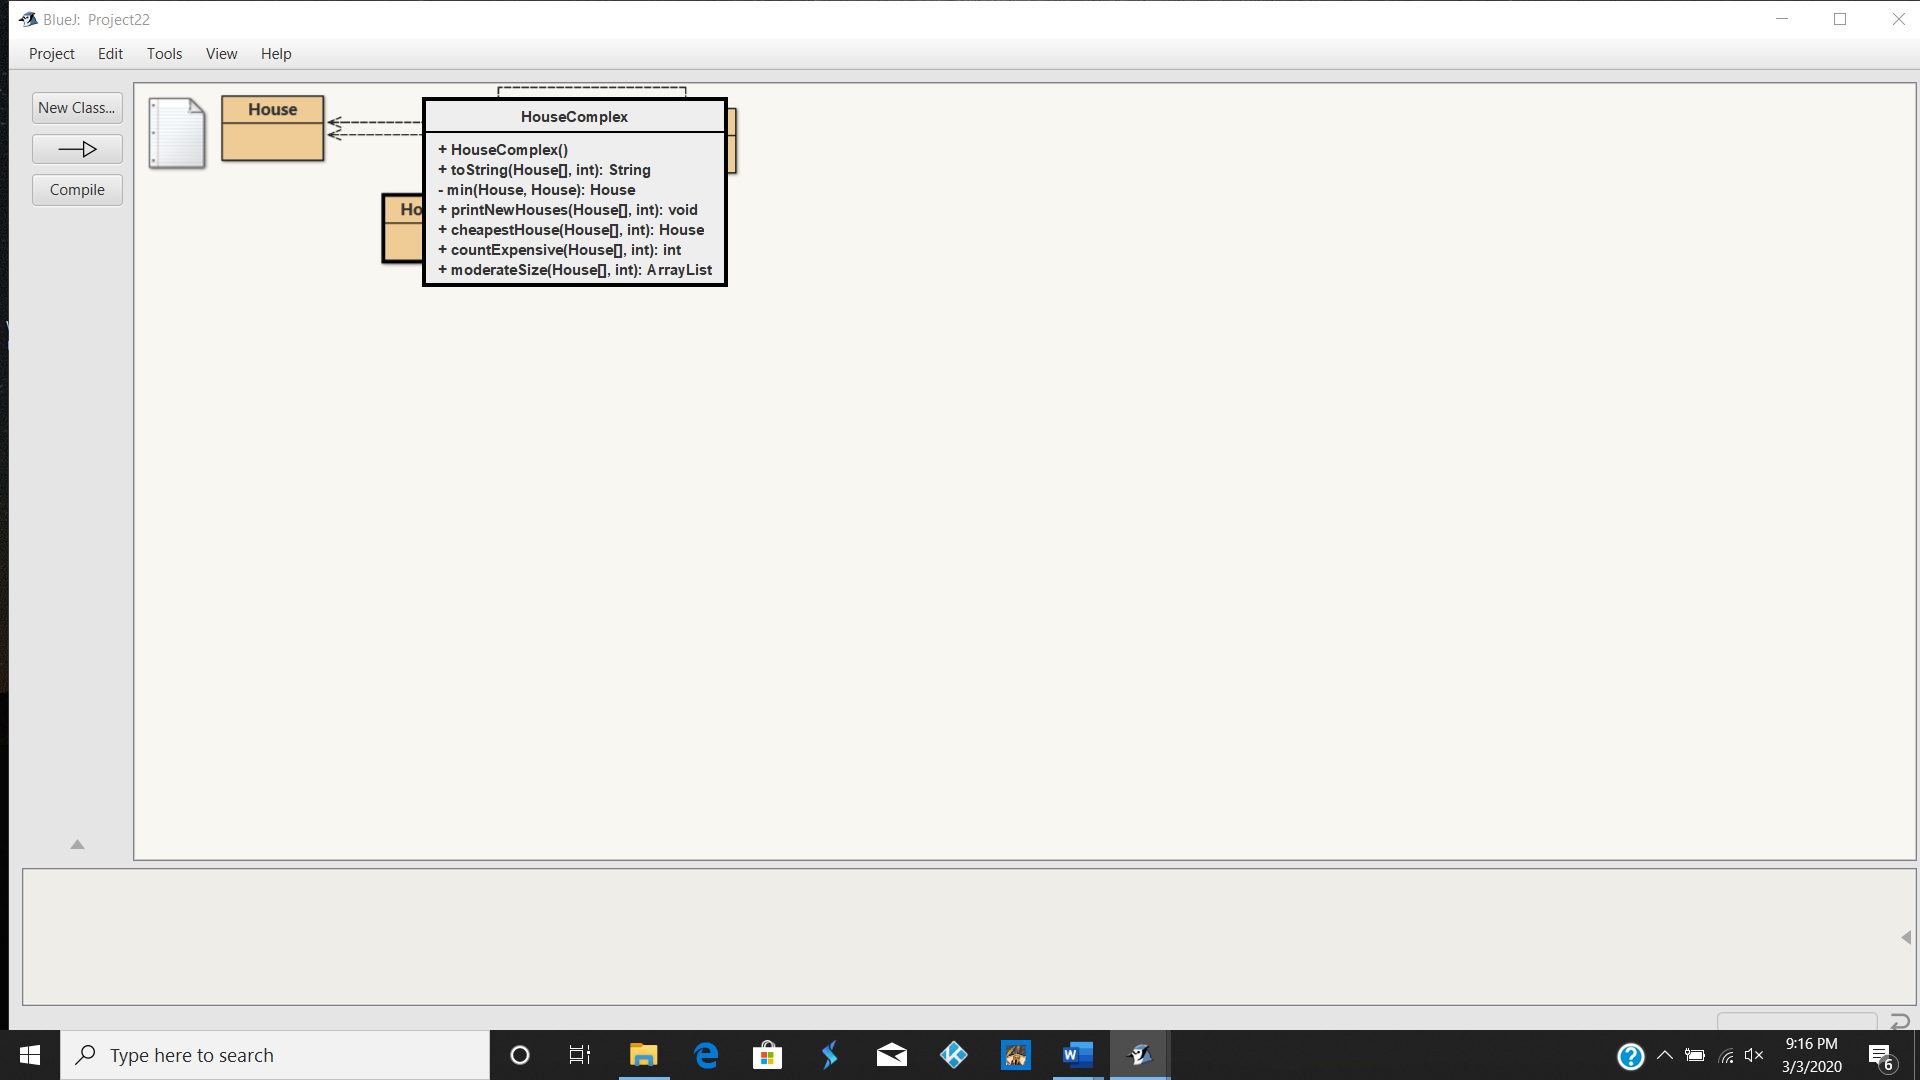 BlueJ: Project22
Project Edit Tools View Help
New Class...
Compile
House
Ho
HouseComplex
+ HouseComplex()
+ toString(House[], int): String
- min(House, House): House
+ printNewHouses(House[], int): void
+ cheapestHouse(House[], int): House
+ countExpensive(House[], int): int
+ moderateSize(House[], int): ArrayList
Type here to search
9:16 PM
3/3/2020
6